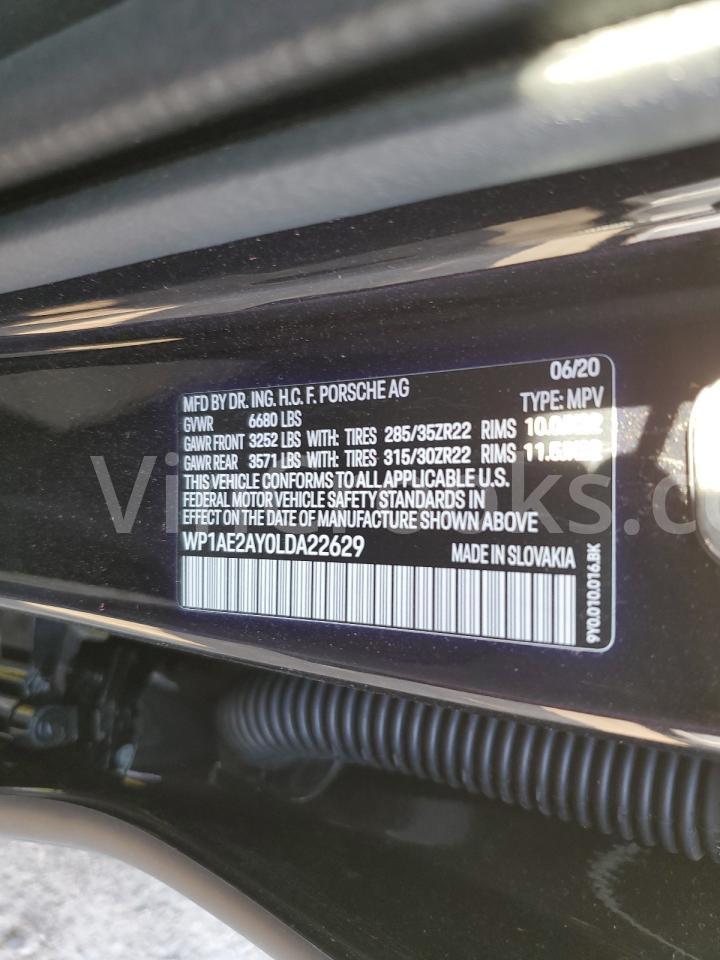 06/20
MFD BY DR. ING. H.C. F. PORSCHE AG
TYPE: MPV
GVWR 6680 LBS
GAWR FRONT 3252 LBS WITH: TIRES 285/35ZR22 RIMS
GAWR REAR 3571 LBS WITH: TIRES 315/30ZR22 RIMS
THIS VEHICLE CONFORMS TO ALL APPLICABLE U.S.
FEDERAL MOTOR VEHICLE SAFETY STANDARDS IN
EFFECT ON THE DATE OF MANUFACTURE SHOWN ABOVE
WP1AE2AY0LDA22629 MADE IN SLOVAKIA
9Y0.010.016.BK